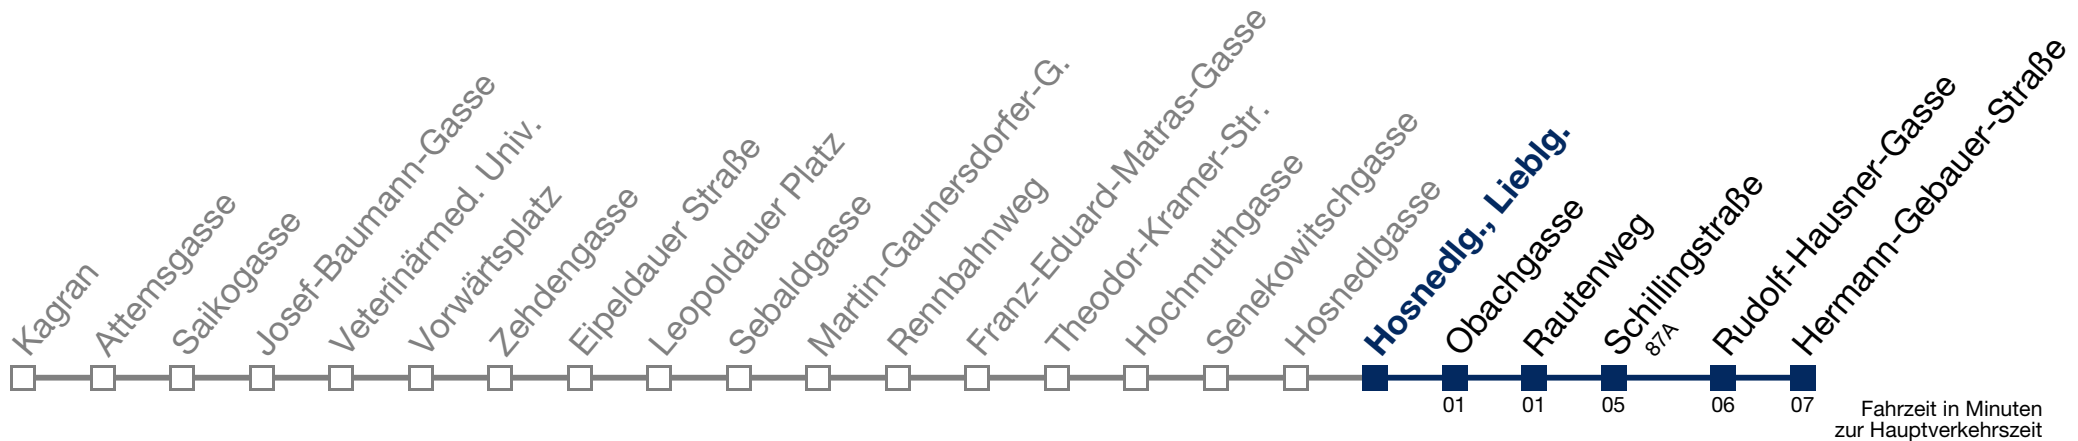 Kagran
Attemsgasse
Saikogasse
Josef-Baumann-Gasse
Veterinärmed. Univ.
Vorwärtsplatz
Zehdengasse
Eipeldauer Straße
Leopoldauer Platz
Sebaldgasse
Martin-Gaunersdorfer-G.
Rennbahnweg
Franz-Eduard-Matras-Gasse
Theodor-Kramer-Str.
Hochmuthgasse
Senekowitschgasse
Hosnedlgasse
Hosnedlg., Lieblg.
Obachgasse
Rautenweg
Schillingstraße
87A
Rudolf-Hausner-Gasse
Hermann-Gebauer-Straße
01
01
05
06
07
Fahrzeit in Minuten
zur Hauptverkehrszeit